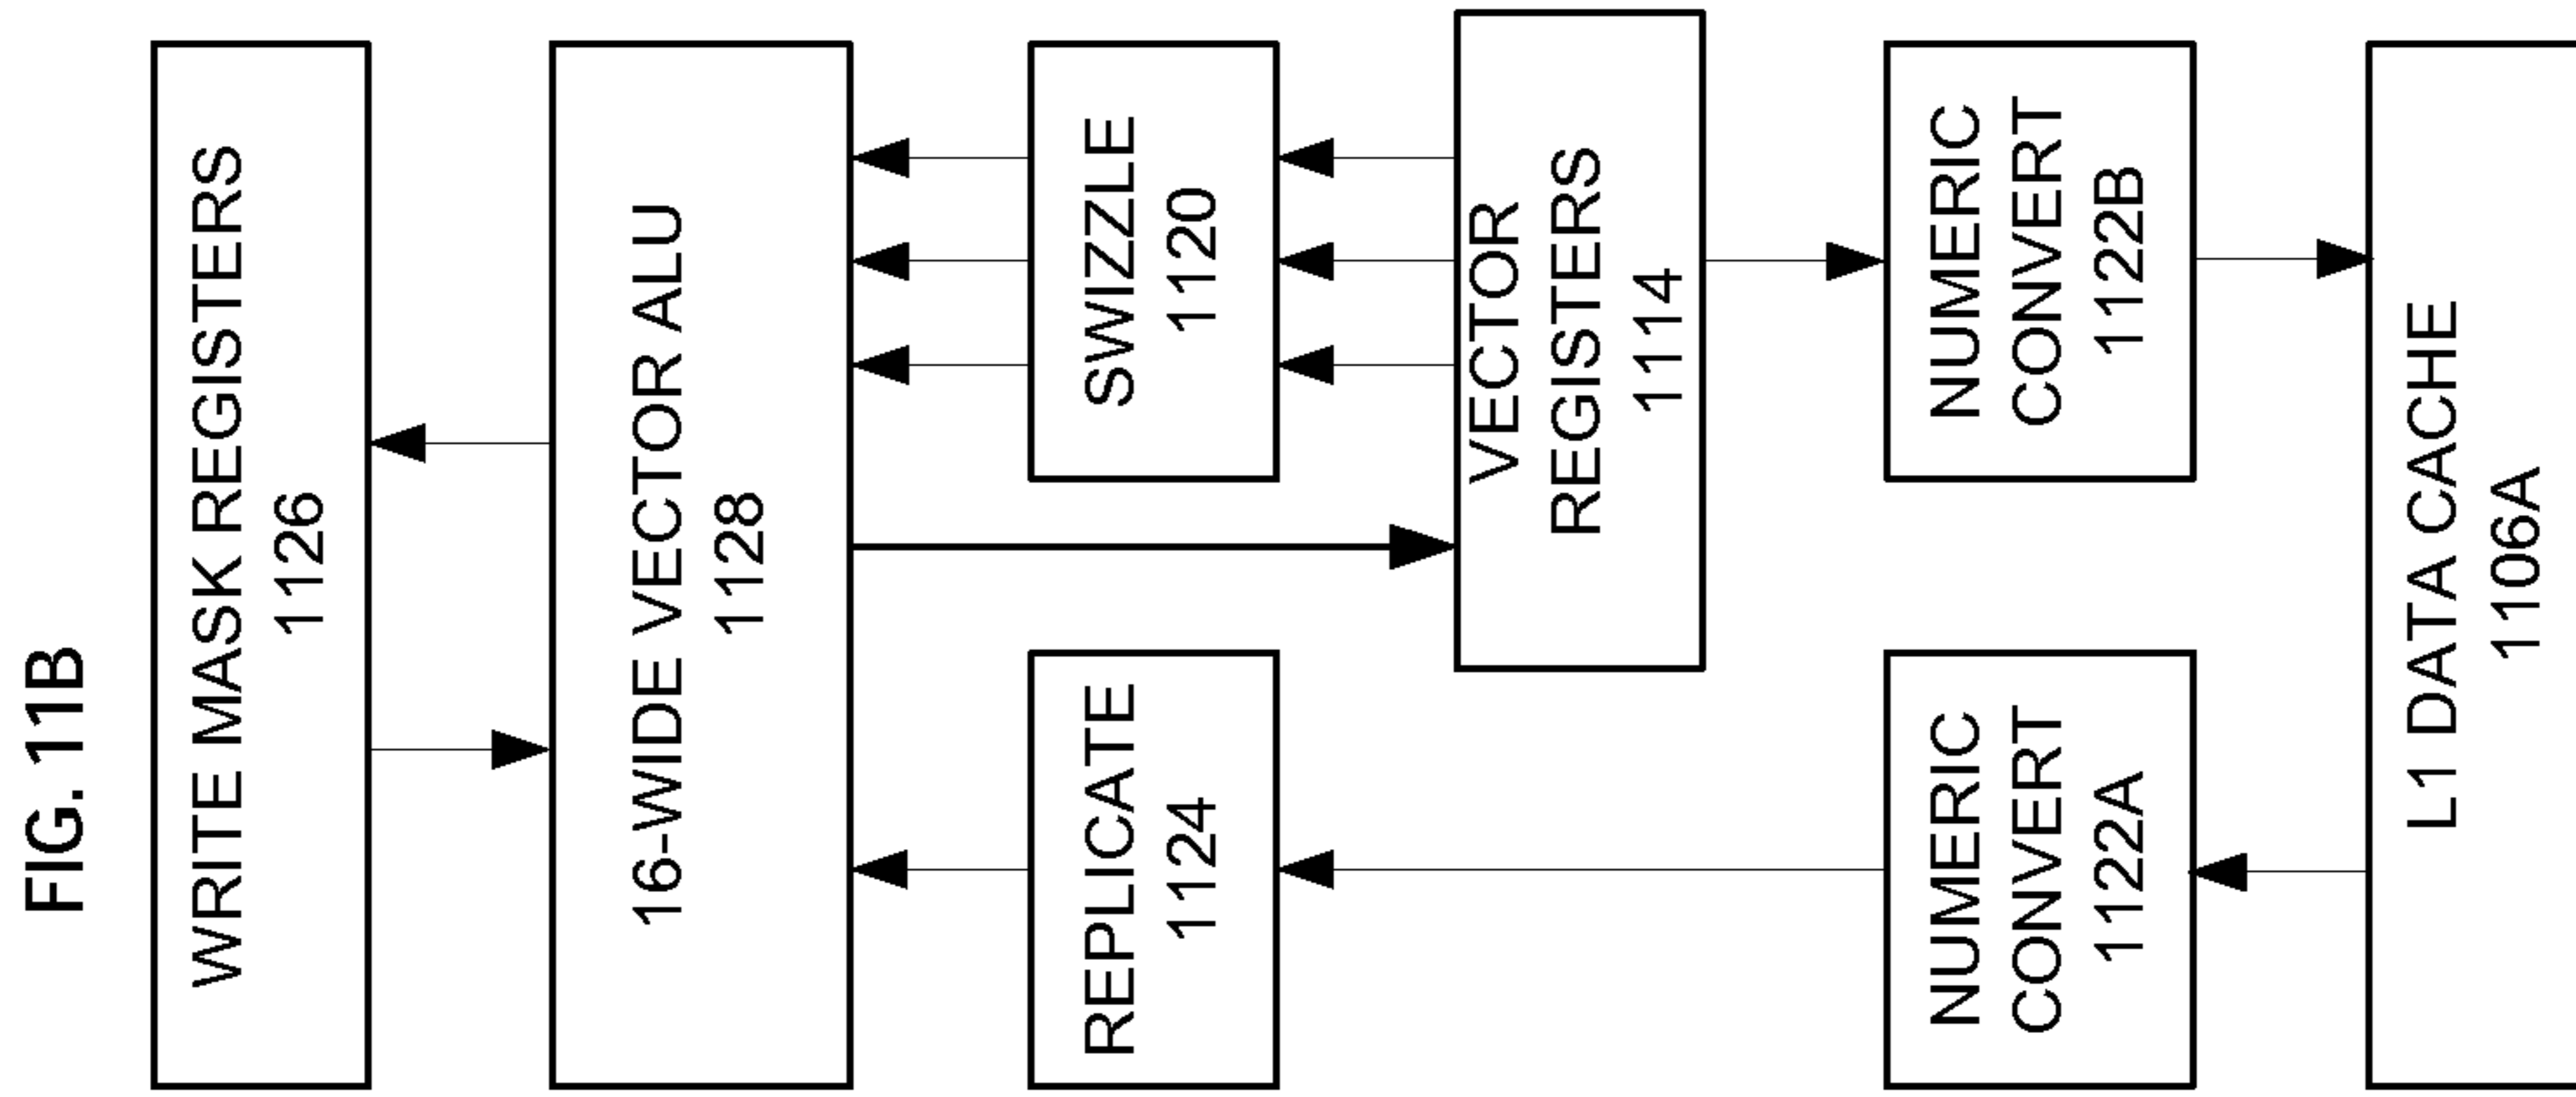 FIG. 11B
WRITE MASK REGISTERS
1126
16-WIDE VECTOR ALU
1128
REPLICATE
1124
SWIZZLE
1120
VECTOR
REGISTERS
1114
NUMERIC
CONVERT
1122A
NUMERIC
CONVERT
1122B
L1 DATA CACHE
1106A